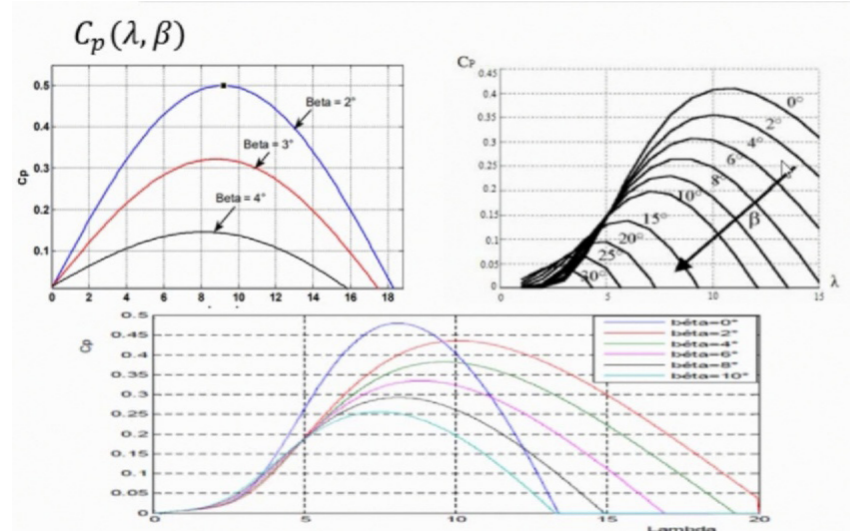 Cp(λ,β)
0.5
0.4
0.3
0.2
0.1
Cp
Beta = 2°
Beta = 3°
Beta = 4°
0 2 4 6 8 10 12 14 16 18
CP
0.45
0.4
0.35
0.3
0.25
0.2
0.15
0.1
0.05
0
0°
2°
4°
6°
8°
10°
15°
20°
25°
30°
β
5 10 15
λ
Cp
0.5
0.45
0.4
0.35
0.3
0.25
0.2
0.15
0.1
0.05
0
béta=0°
béta=2°
béta=4°
béta=6°
béta=8°
béta=10°
0 5 10 15 20
Lambda